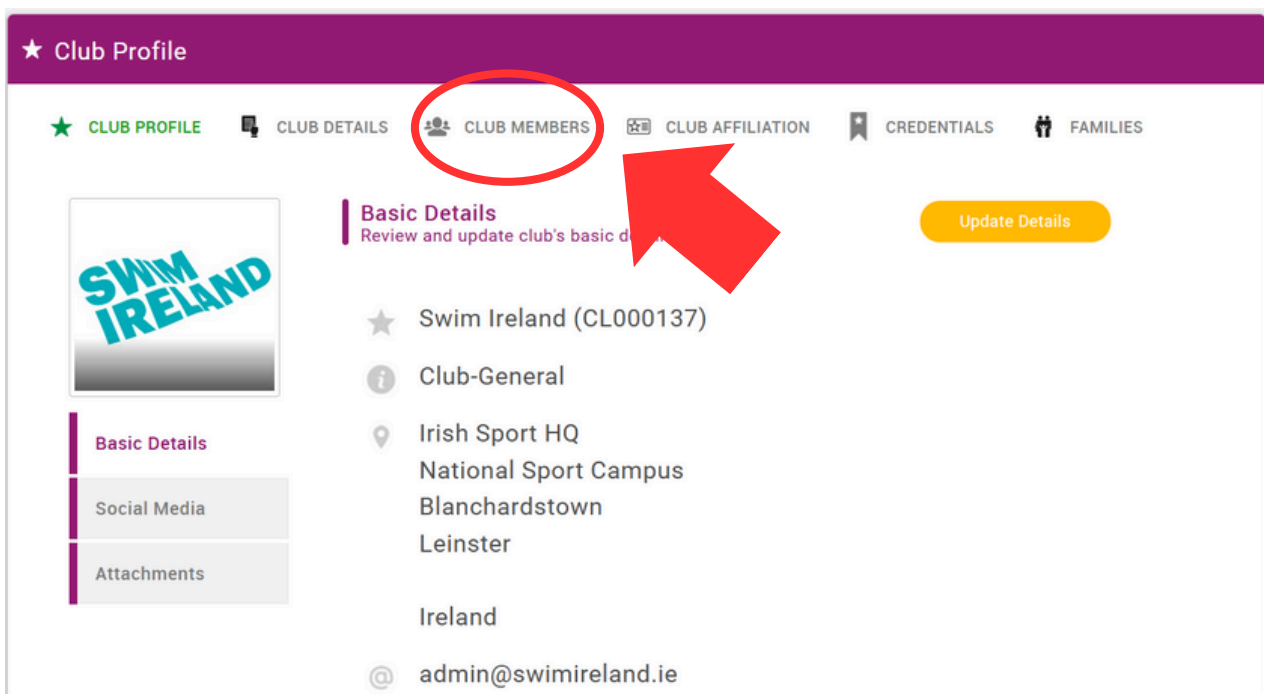 Club Profile
CLUB PROFILE CLUB DETAILS CLUB MEMBERS CLUB AFFILIATION CREDENTIALS FAMILIES
SWIM
IRELAND
Basic Details
Review and update club's basic
Update Details
Swim Ireland (CL000137)
Club-General
Irish Sport HQ
National Sport Campus
Blanchardstown
Leinster
Ireland
admin@swimireland.ie
Basic Details
Social Media
Attachments